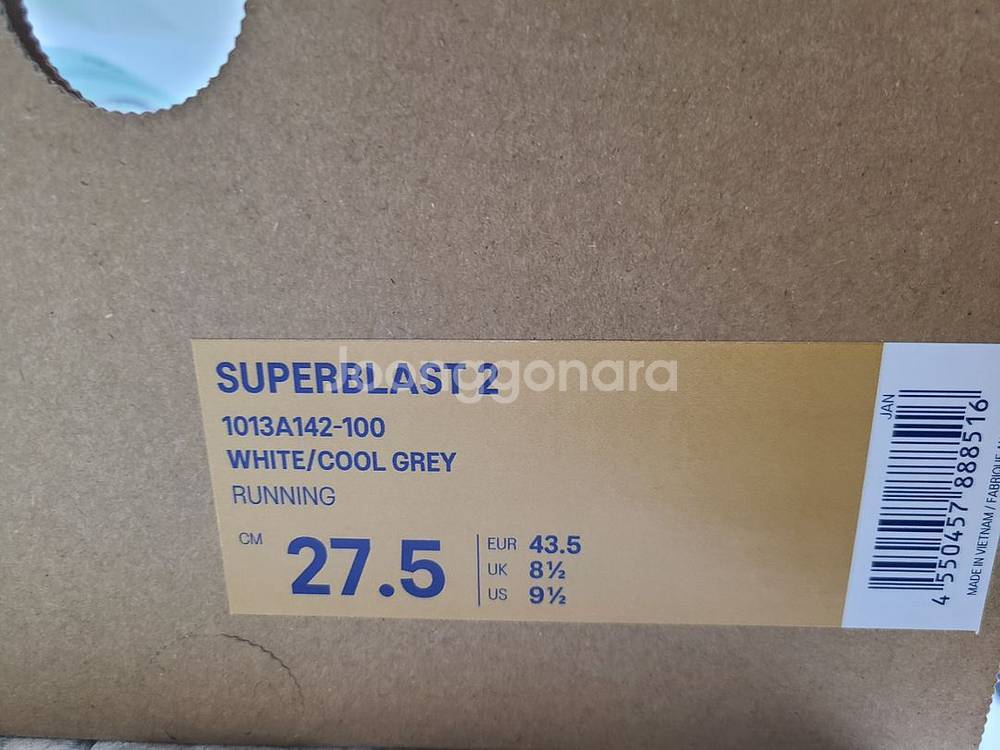 SUPERBLAST 2
Joonggonara
1013A142-100
WHITE/COOL GREY
RUNNING
CM 27.5
EUR 43.5
UK 8½
US 9½
JAN
4 550457 888516
MADE IN VIETNAM / FABRIQUÉ